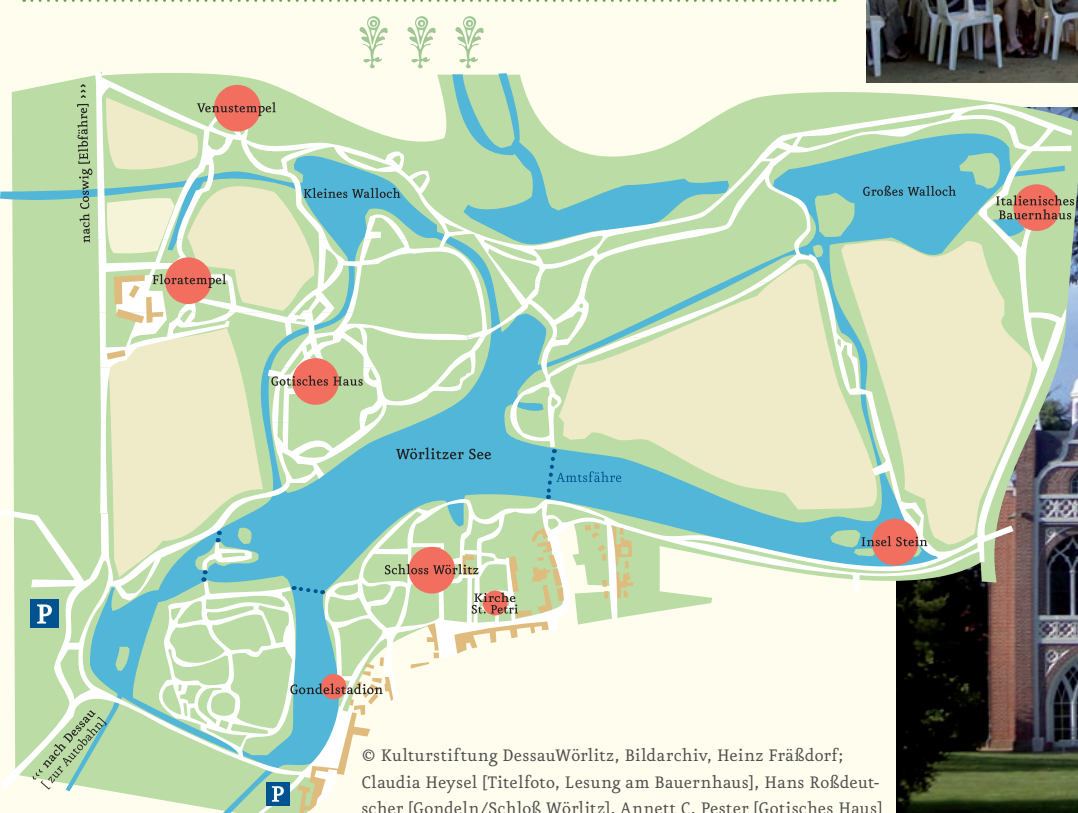 Venustempel
nach Coswig [Elbfähre] ›››
Kleines Walloch
Großes Walloch
Italienisches
Bauernhaus
Floratempel
Gotisches Haus
Wörlitzer See
Amtsfähre
Insel Stein
Schloss Wörlitz
Kirche
St. Petri
P
Gondelstadion
‹‹‹ nach Dessau
[ zur Autobahn]
P
© Kulturstiftung DessauWörlitz, Bildarchiv, Heinz Fräßdorf;
Claudia Heysel [Titelfoto, Lesung am Bauernhaus], Hans Roßdeut-
scher [Gondeln/Schloß Wörlitz], Annett C. Pester [Gotisches Haus]